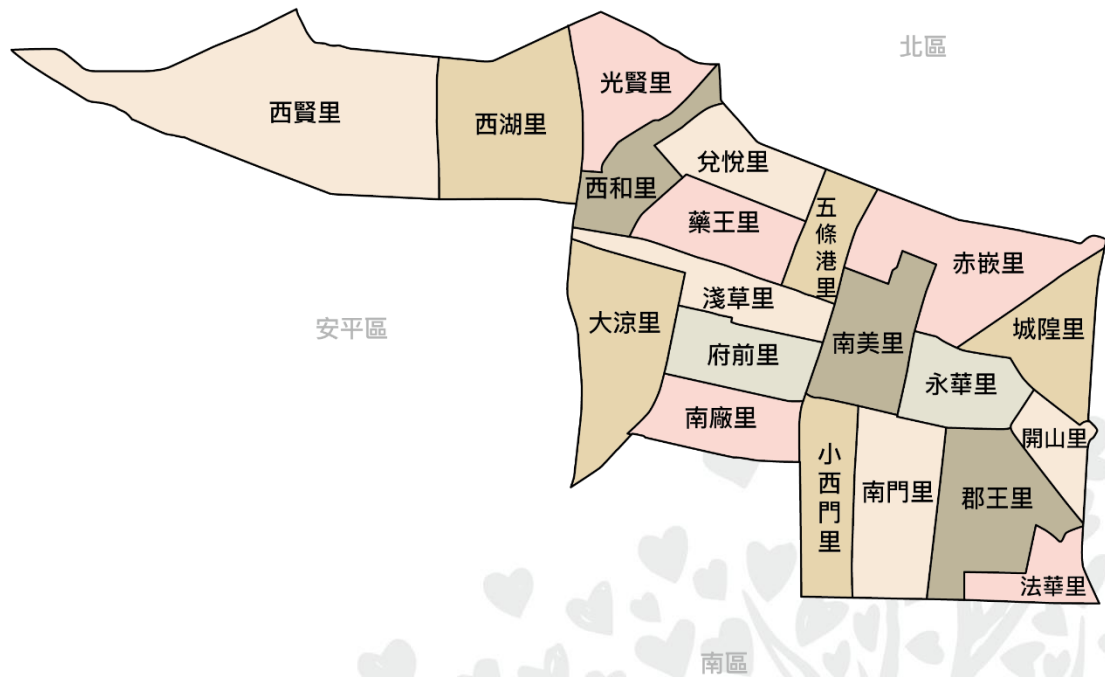 北區
光賢里
西賢里
西湖里
兌悅里
西和里
藥王里
五條港里
赤嵌里
淺草里
大涼里
安平區
城隍里
南美里
府前里
永華里
南廠里
開山里
小西門里
南門里
郡王里
法華里
南區